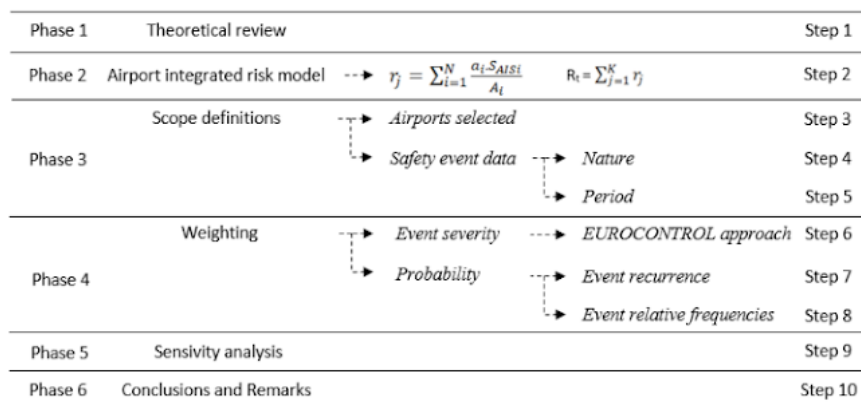 Phase 1 Theoretical review Step 1
Phase 2 Airport integrated risk model r_j = ∑_{i=1}^{N} a_i.S_{AISi} / A_i R_t = ∑_{j=1}^{K} r_j Step 2
Scope definitions Airports selected Step 3
Phase 3 Safety event data Nature Step 4
Period Step 5
Weighting Event severity EUROCONTROL approach Step 6
Phase 4 Probability Event recurrence Step 7
Event relative frequencies Step 8
Phase 5 Sensivity analysis Step 9
Phase 6 Conclusions and Remarks Step 10